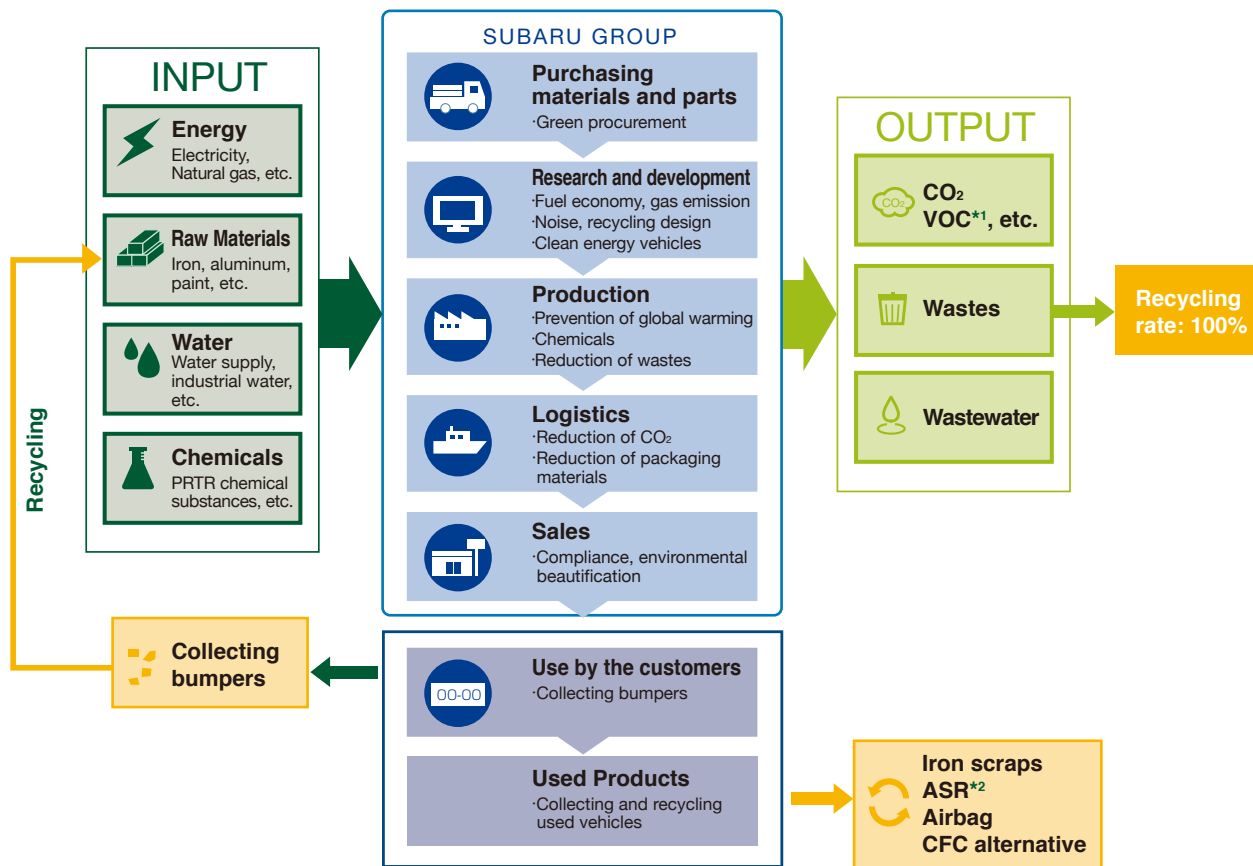 INPUT
Energy
Electricity,
Natural gas, etc.
Raw Materials
Iron, aluminum,
paint, etc.
Water
Water supply,
industrial water,
etc.
Chemicals
PRTR chemical
substances, etc.
Recycling
SUBARU GROUP
Purchasing
materials and parts
·Green procurement
Research and development
·Fuel economy, gas emission
·Noise, recycling design
·Clean energy vehicles
Production
·Prevention of global warming
·Chemicals
·Reduction of wastes
Logistics
·Reduction of CO₂
·Reduction of packaging
materials
Sales
·Compliance, environmental
beautification
OUTPUT
CO₂
CO₂
VOC*1, etc.
Wastes
Wastewater
Recycling
rate: 100%
Collecting
bumpers
OO-OO
Use by the customers
·Collecting bumpers
Used Products
·Collecting and recycling
used vehicles
Iron scraps
ASR*2
Airbag
CFC alternative